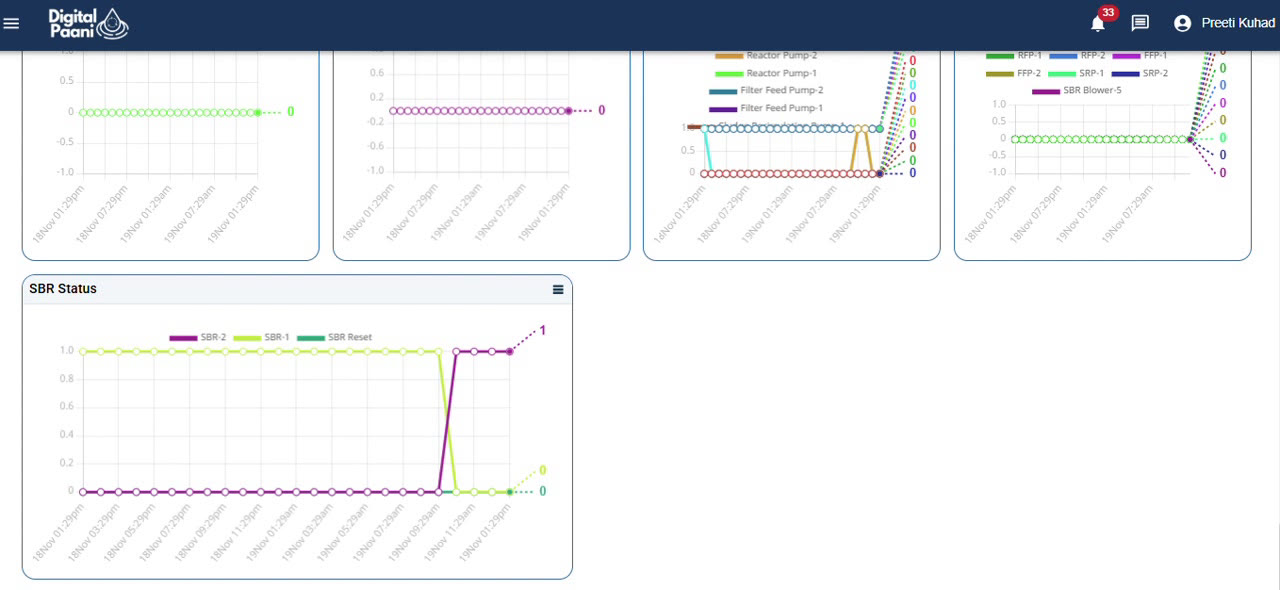 Digital
Paani
33
Preeti Kuhad
1.0
0.5
0
-0.5
-1.0
0
18Nov 01:29pm
18Nov 07:29pm
19Nov 01:29am
19Nov 07:29am
19Nov 01:29pm
0.6
0.2
-0.2
-0.6
-1.0
0
18Nov 01:29pm
18Nov 07:29pm
19Nov 01:29am
19Nov 07:29am
19Nov 01:29pm
Reactor Pump-2
Reactor Pump-1
Filter Feed Pump-2
Filter Feed Pump-1
0.5
0
0
0
0
0
0
0
0
0
0
0
18Nov 07:29pm
19Nov 01:29am
19Nov 07:29am
19Nov 01:29pm
RFP-1 RFP-2 FFP-1
FFP-2 SRP-1 SRP-2
SBR Blower-5
1.0
0.5
0
-0.5
-1.0
0
0
0
0
0
0
0
18Nov 01:29pm
18Nov 07:29pm
19Nov 01:29am
19Nov 07:29am
SBR Status
SBR-2 SBR-1 SBR Reset
1.0
0.8
0.6
0.4
0.2
0
1
0
0
18Nov 01:29pm
18Nov 03:29pm
18Nov 05:29pm
18Nov 07:29pm
18Nov 09:29pm
18Nov 11:29pm
19Nov 01:29am
19Nov 03:29am
19Nov 05:29am
19Nov 07:29am
19Nov 09:29am
19Nov 11:29am
19Nov 01:29pm